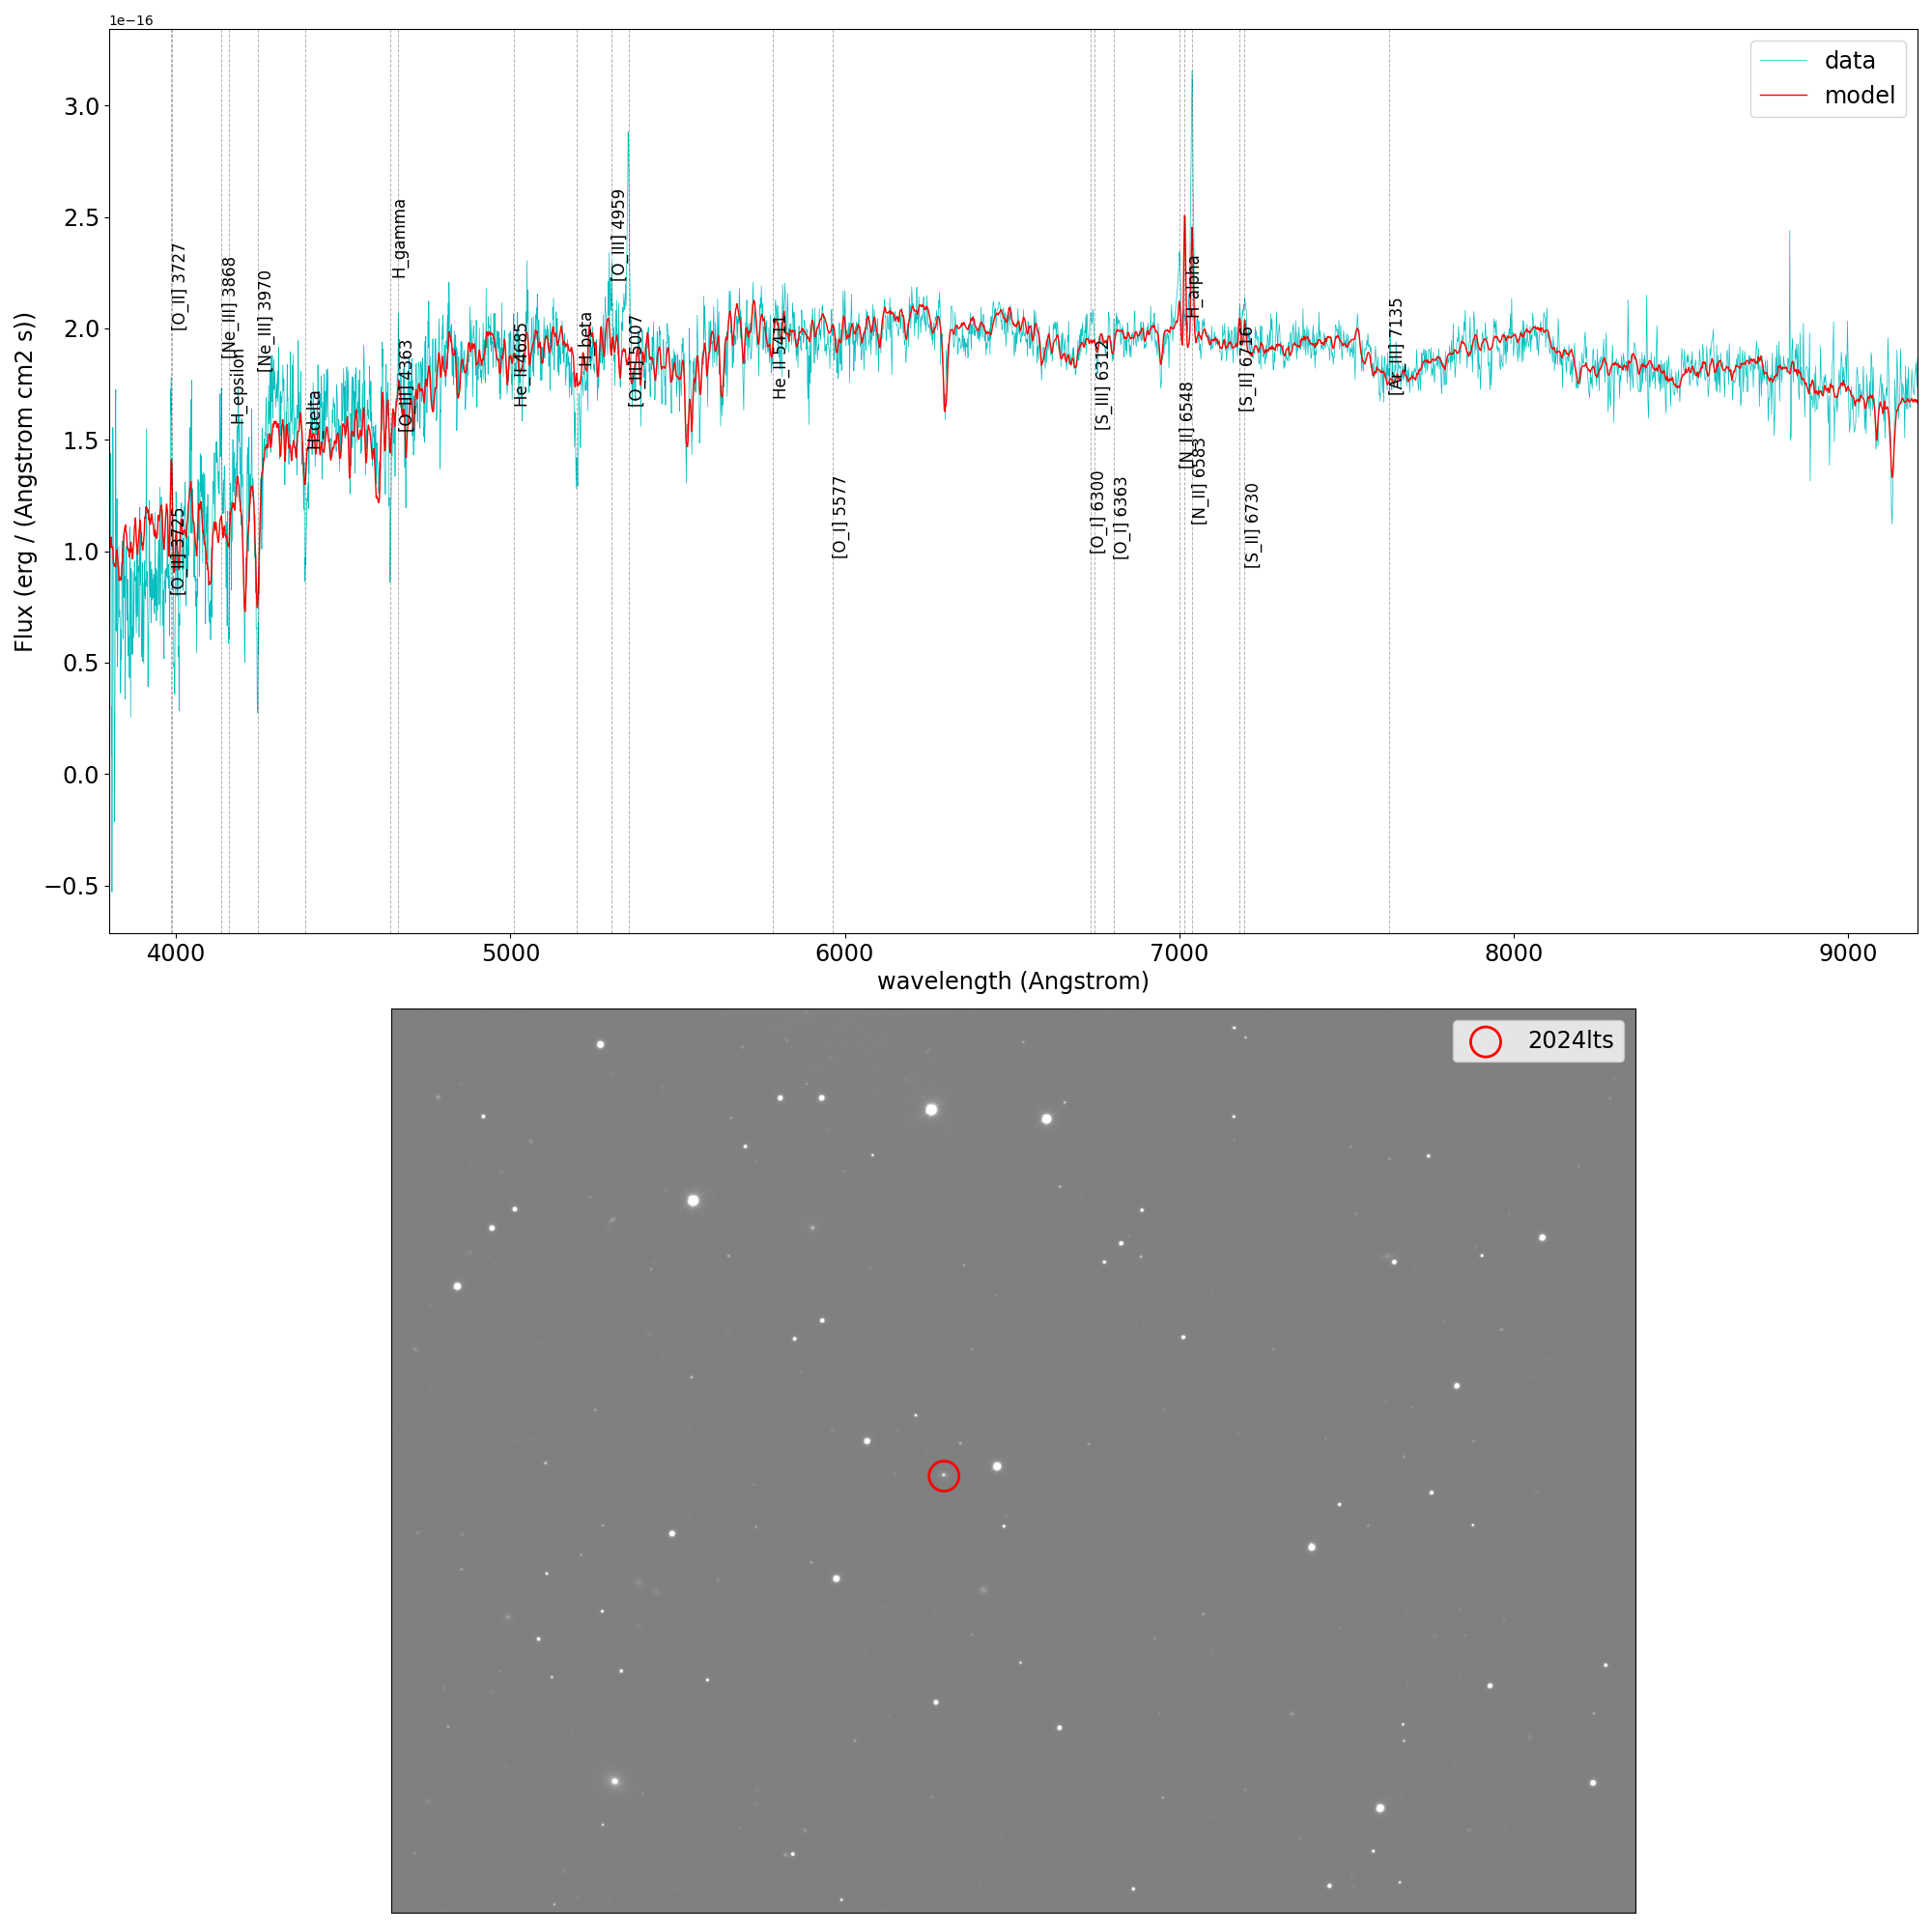 1e−16
data
model
3.0
2.5
2.0
1.5
1.0
0.5
0.0
−0.5
Flux (erg / (Angstrom cm2 s))
[O_II] 3725
[O_II] 3727
[Ne_III] 3868
H_epsilon
[Ne_III] 3970
H_delta
H_gamma
[O_III] 4363
He_II 4685
H_beta
[O_III] 4959
[O_III] 5007
He_II 5411
[O_I] 5577
[O_I] 6300
[S_III] 6312
[O_I] 6363
[N_II] 6548
H_alpha
[N_II] 6583
[S_II] 6716
[S_II] 6730
[Ar_III] 7135
4000
5000
6000
7000
8000
9000
wavelength (Angstrom)
2024lts